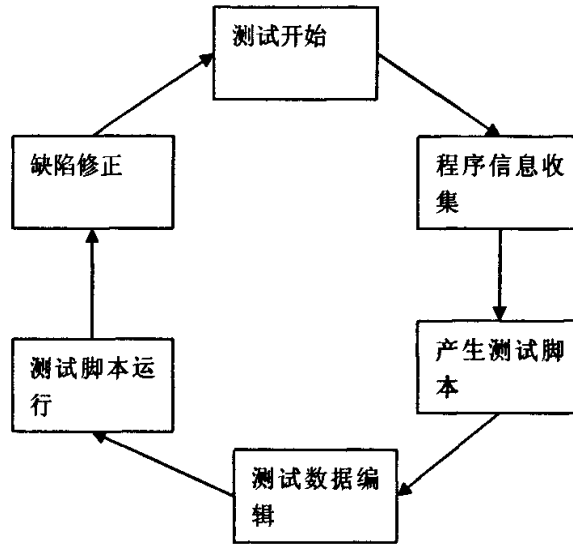 测试开始
缺陷修正
程序信息收
集
测试脚本运
行
产生测试脚
本
测试数据编
辑